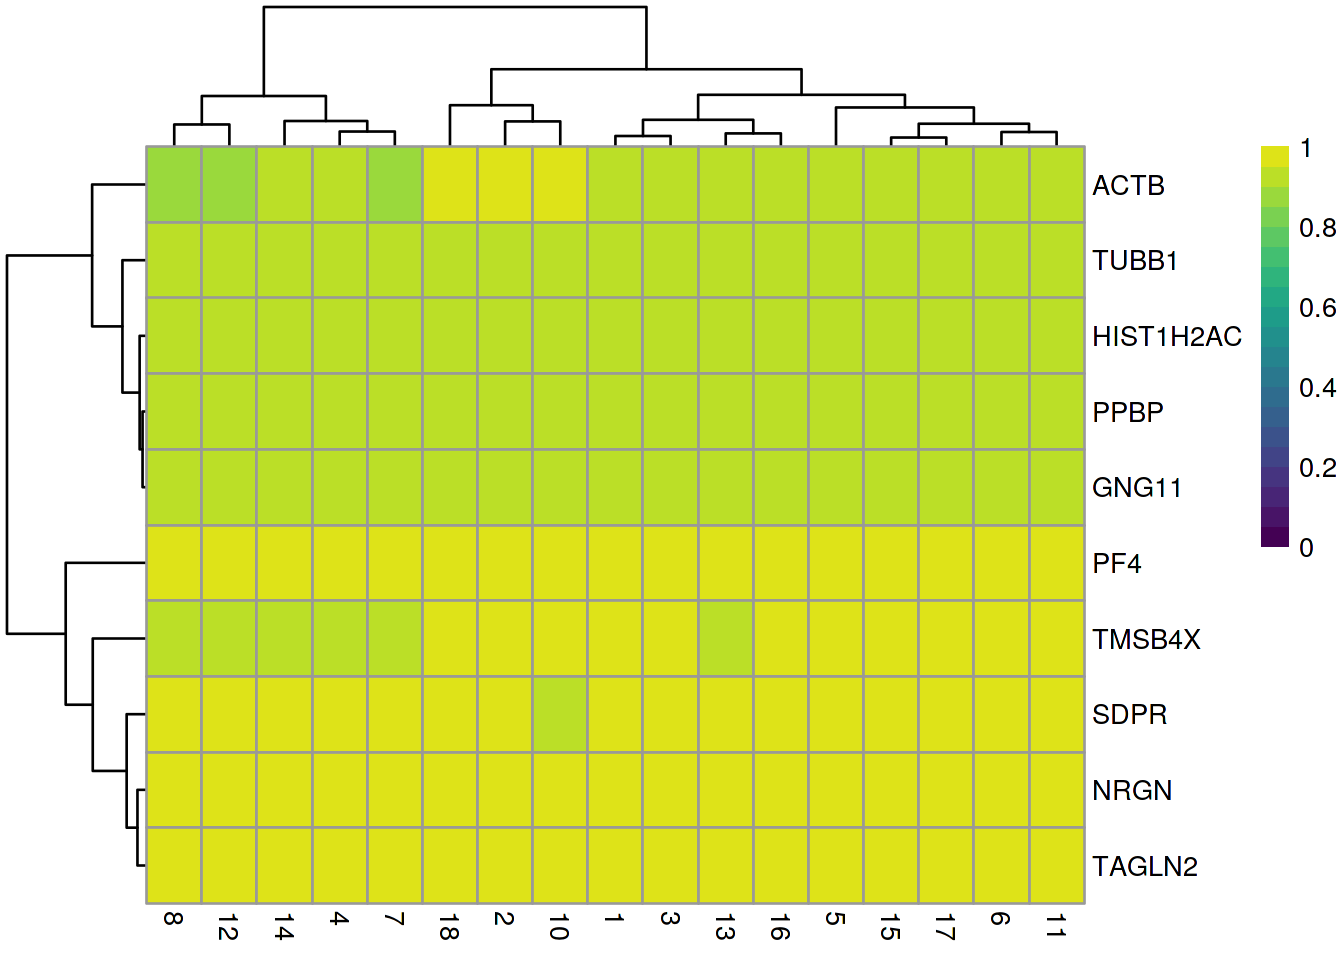 ACTB
TUBB1
HIST1H2AC
PPBP
GNG11
PF4
TMSB4X
SDPR
NRGN
TAGLN2
8 12 14 4 7 18 2 10 1 3 13 16 5 15 17 6 11
1
0.8
0.6
0.4
0.2
0